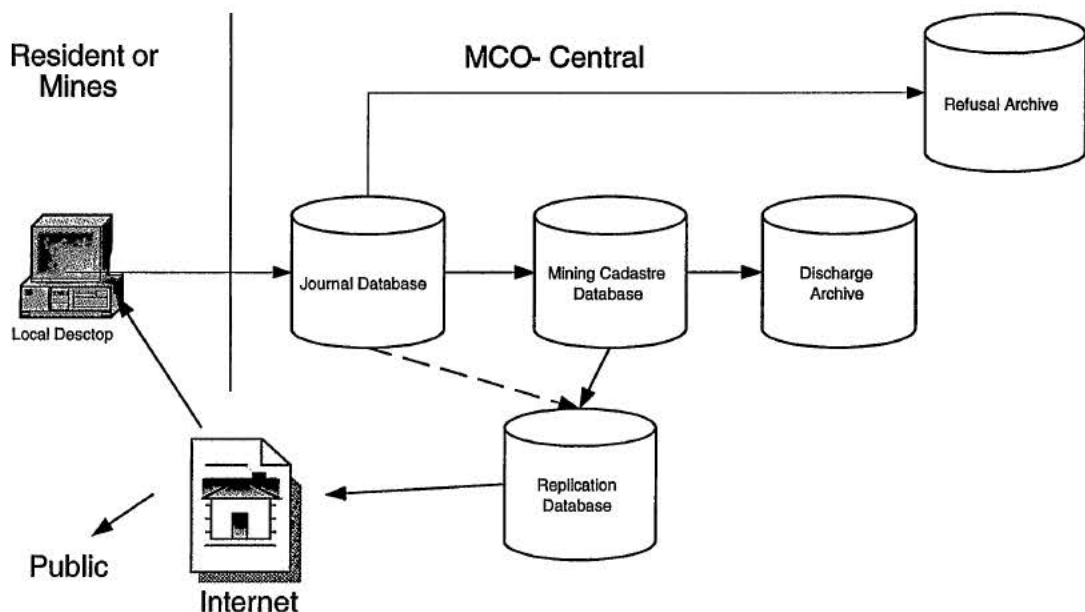 Resident or
Mines
MCO- Central
Refusal Archive
Journal Database
Mining Cadastre
Database
Discharge
Archive
Local Desctop
Replication
Database
Public
Internet